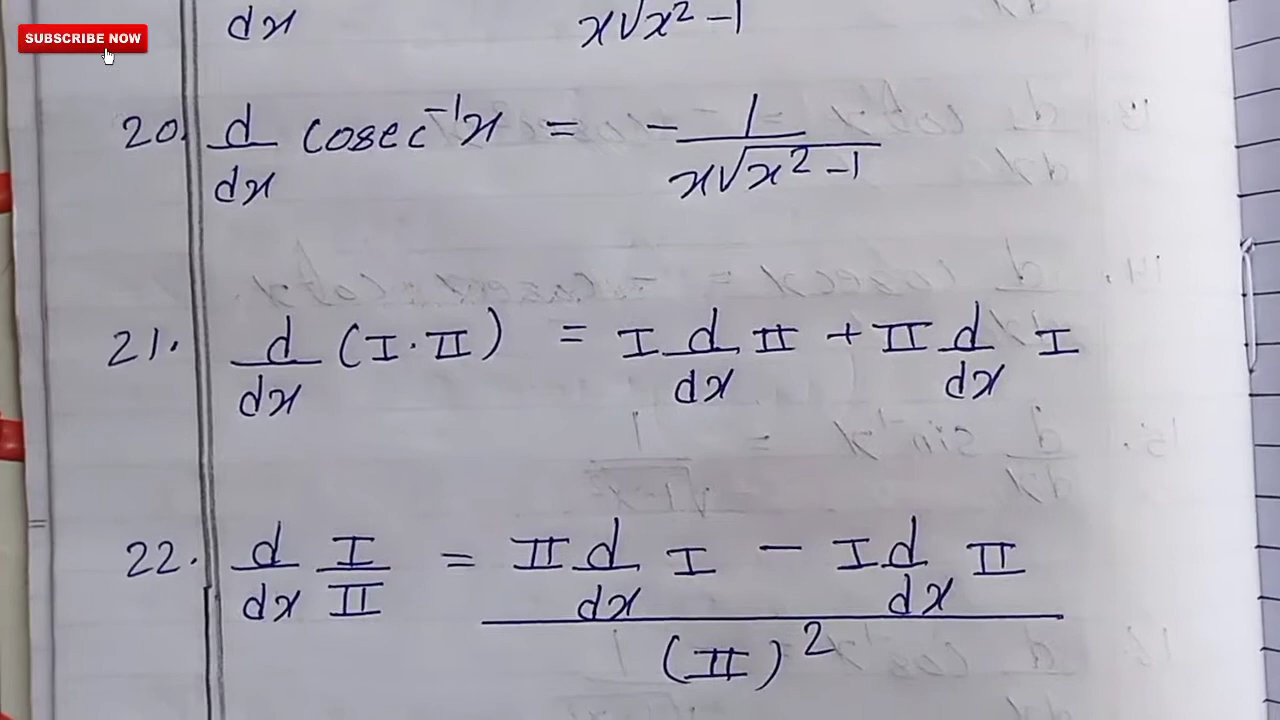 SUBSCRIBE NOW
dx x√x² -1
20. d/dx cosec⁻¹x = - 1/x√x² -1
21. d/dx (I · II) = I d/dx II + II d/dx I
22. d/dx I/II = II d/dx I - I d/dx II / (II)²